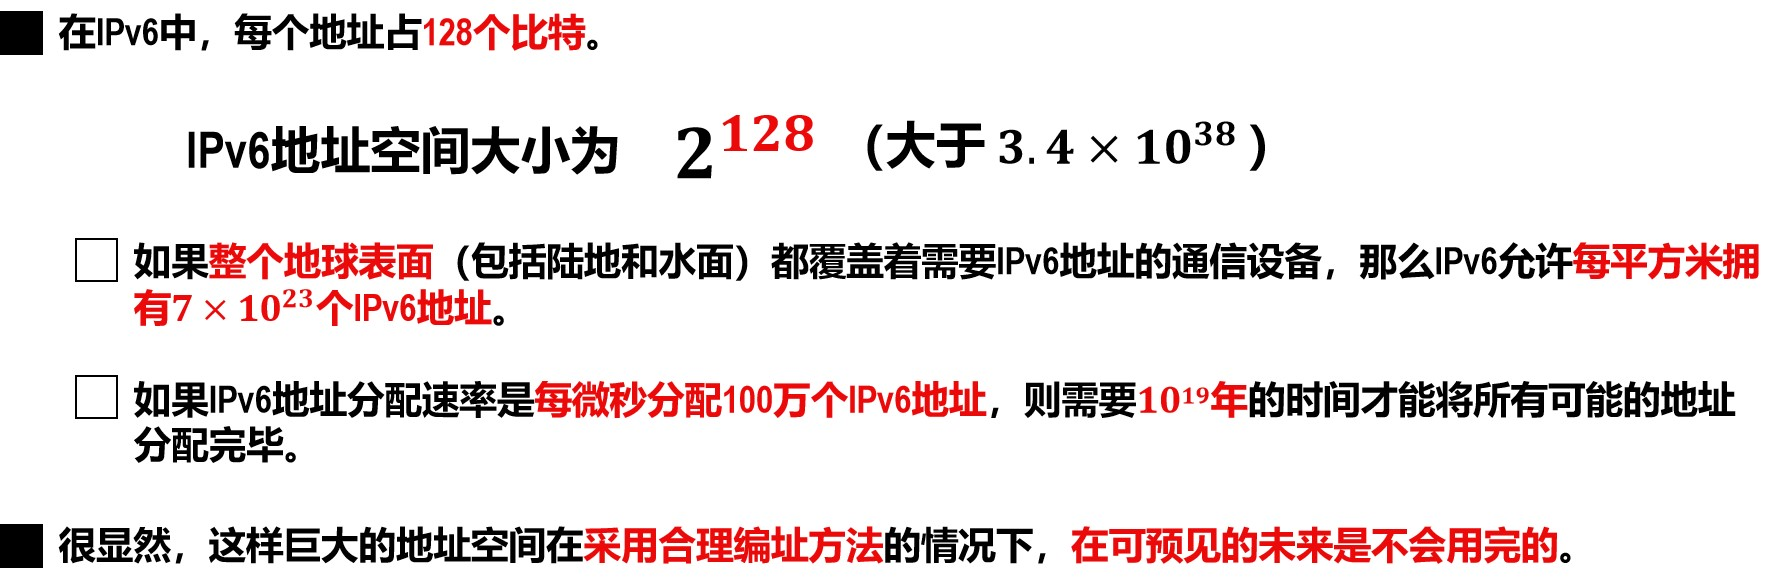 在IPv6中，每个地址占128个比特。
IPv6地址空间大小为 2^128 （大于 3.4 × 10^38 ）
如果整个地球表面（包括陆地和水面）都覆盖着需要IPv6地址的通信设备，那么IPv6允许每平方米拥
有7 × 10^23个IPv6地址。
如果IPv6地址分配速率是每微秒分配100万个IPv6地址，则需要10^19年的时间才能将所有可能的地址
分配完毕。
很显然，这样巨大的地址空间在采用合理编址方法的情况下，在可预见的未来是不会用完的。